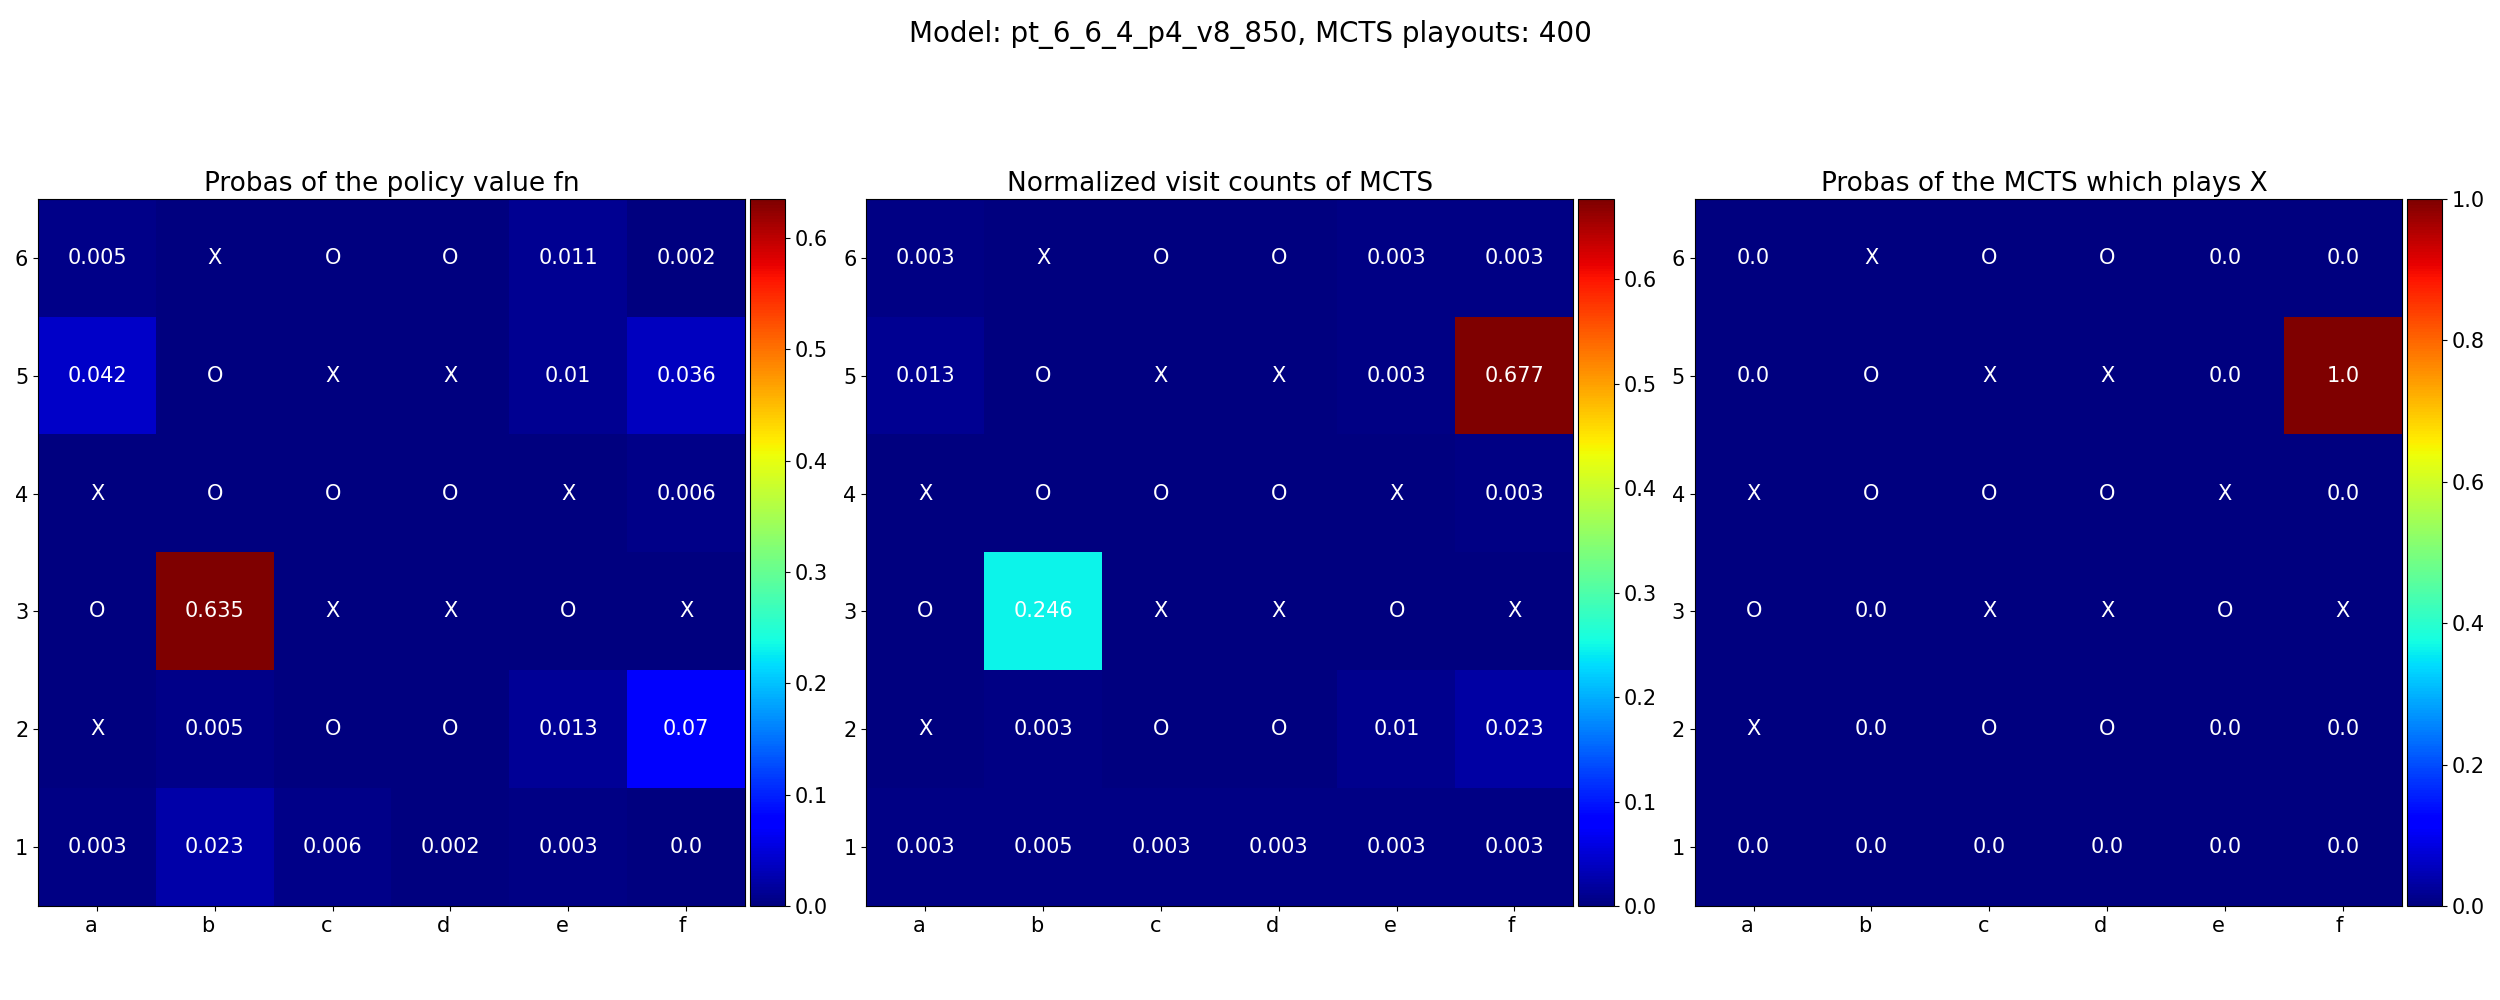 Model: pt_6_6_4_p4_v8_850, MCTS playouts: 400
Probas of the policy value fn
6 0.005 X O O 0.011 0.002
5 0.042 O X X 0.01 0.036
4 X O O O X 0.006
3 O 0.635 X X O X
2 X 0.005 O O 0.013 0.07
1 0.003 0.023 0.006 0.002 0.003 0.0
a b c d e f
0.6
0.5
0.4
0.3
0.2
0.1
0.0
Normalized visit counts of MCTS
6 0.003 X O O 0.003 0.003
5 0.013 O X X 0.003 0.677
4 X O O O X 0.003
3 O 0.246 X X O X
2 X 0.003 O O 0.01 0.023
1 0.003 0.005 0.003 0.003 0.003 0.003
a b c d e f
0.6
0.5
0.4
0.3
0.2
0.1
0.0
Probas of the MCTS which plays X
6 0.0 X O O 0.0 0.0
5 0.0 O X X 0.0 1.0
4 X O O O X 0.0
3 O 0.0 X X O X
2 X 0.0 O O 0.0 0.0
1 0.0 0.0 0.0 0.0 0.0 0.0
a b c d e f
1.0
0.8
0.6
0.4
0.2
0.0